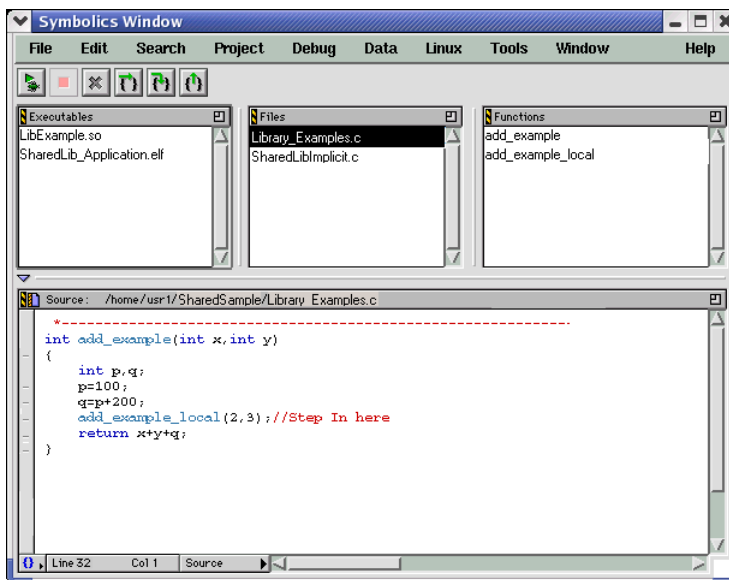 Symbolics Window
File Edit Search Project Debug Data Linux Tools Window Help
Executables
LibExample.so
SharedLib_Application.elf
Files
Library_Examples.c
SharedLibImplicit.c
Functions
add_example
add_example_local
Source: /home/usr1/SharedSample/Library Examples.c
*----------------------------------------------------------------
int add_example(int x,int y)
{
int p,q;
p=100;
q=p+200;
add_example_local(2,3);//Step In here
return x+y+q;
}
Line 32 Col 1 Source